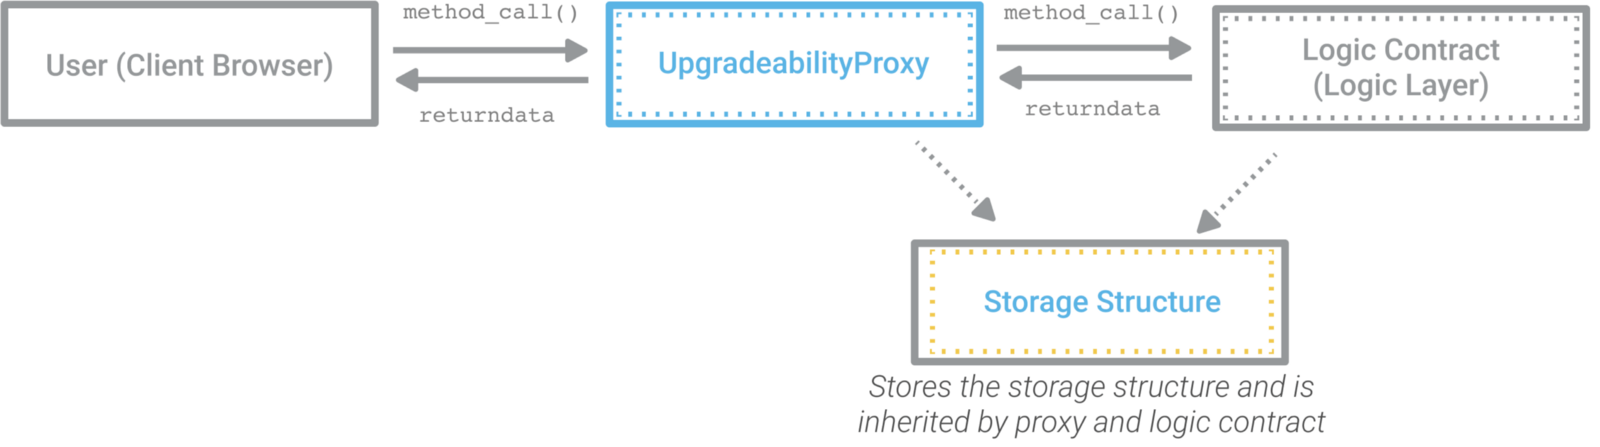 method_call()
method_call()
User (Client Browser)
UpgradeabilityProxy
Logic Contract
(Logic Layer)
returndata
returndata
Storage Structure
Stores the storage structure and is
inherited by proxy and logic contract